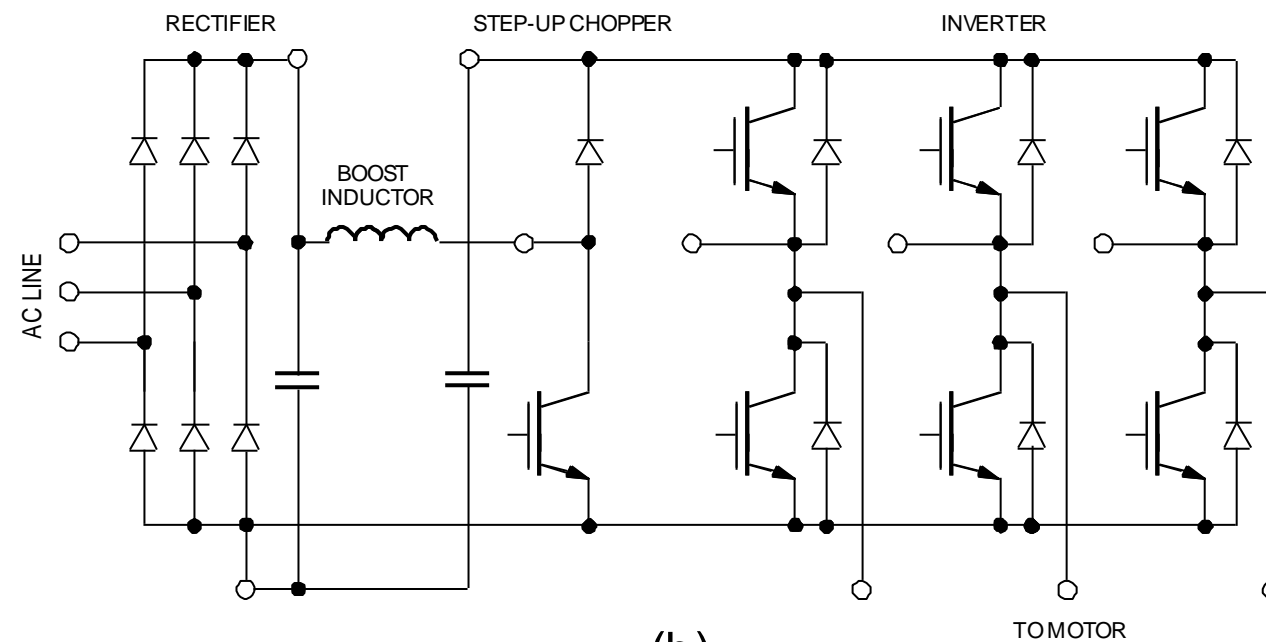 RECTIFIER
STEP-UP CHOPPER
INVERTER
BOOST
INDUCTOR
AC LINE
TO MOTOR
(b)